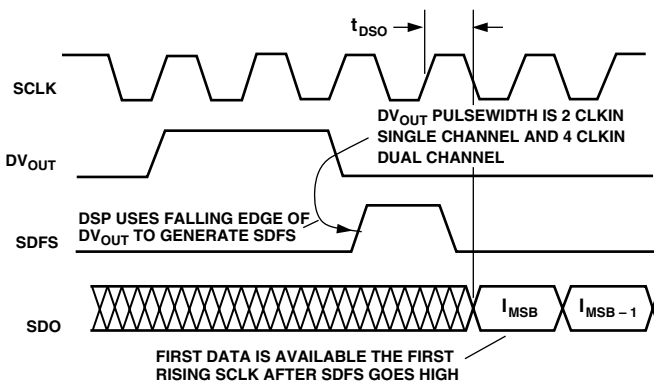 tDSO
SCLK
DVOUT PULSEWIDTH IS 2 CLKIN
SINGLE CHANNEL AND 4 CLKIN
DUAL CHANNEL
DVOUT
DSP USES FALLING EDGE OF
DVOUT TO GENERATE SDFS
SDFS
SDO
IMSB
IMSB – 1
FIRST DATA IS AVAILABLE THE FIRST
RISING SCLK AFTER SDFS GOES HIGH